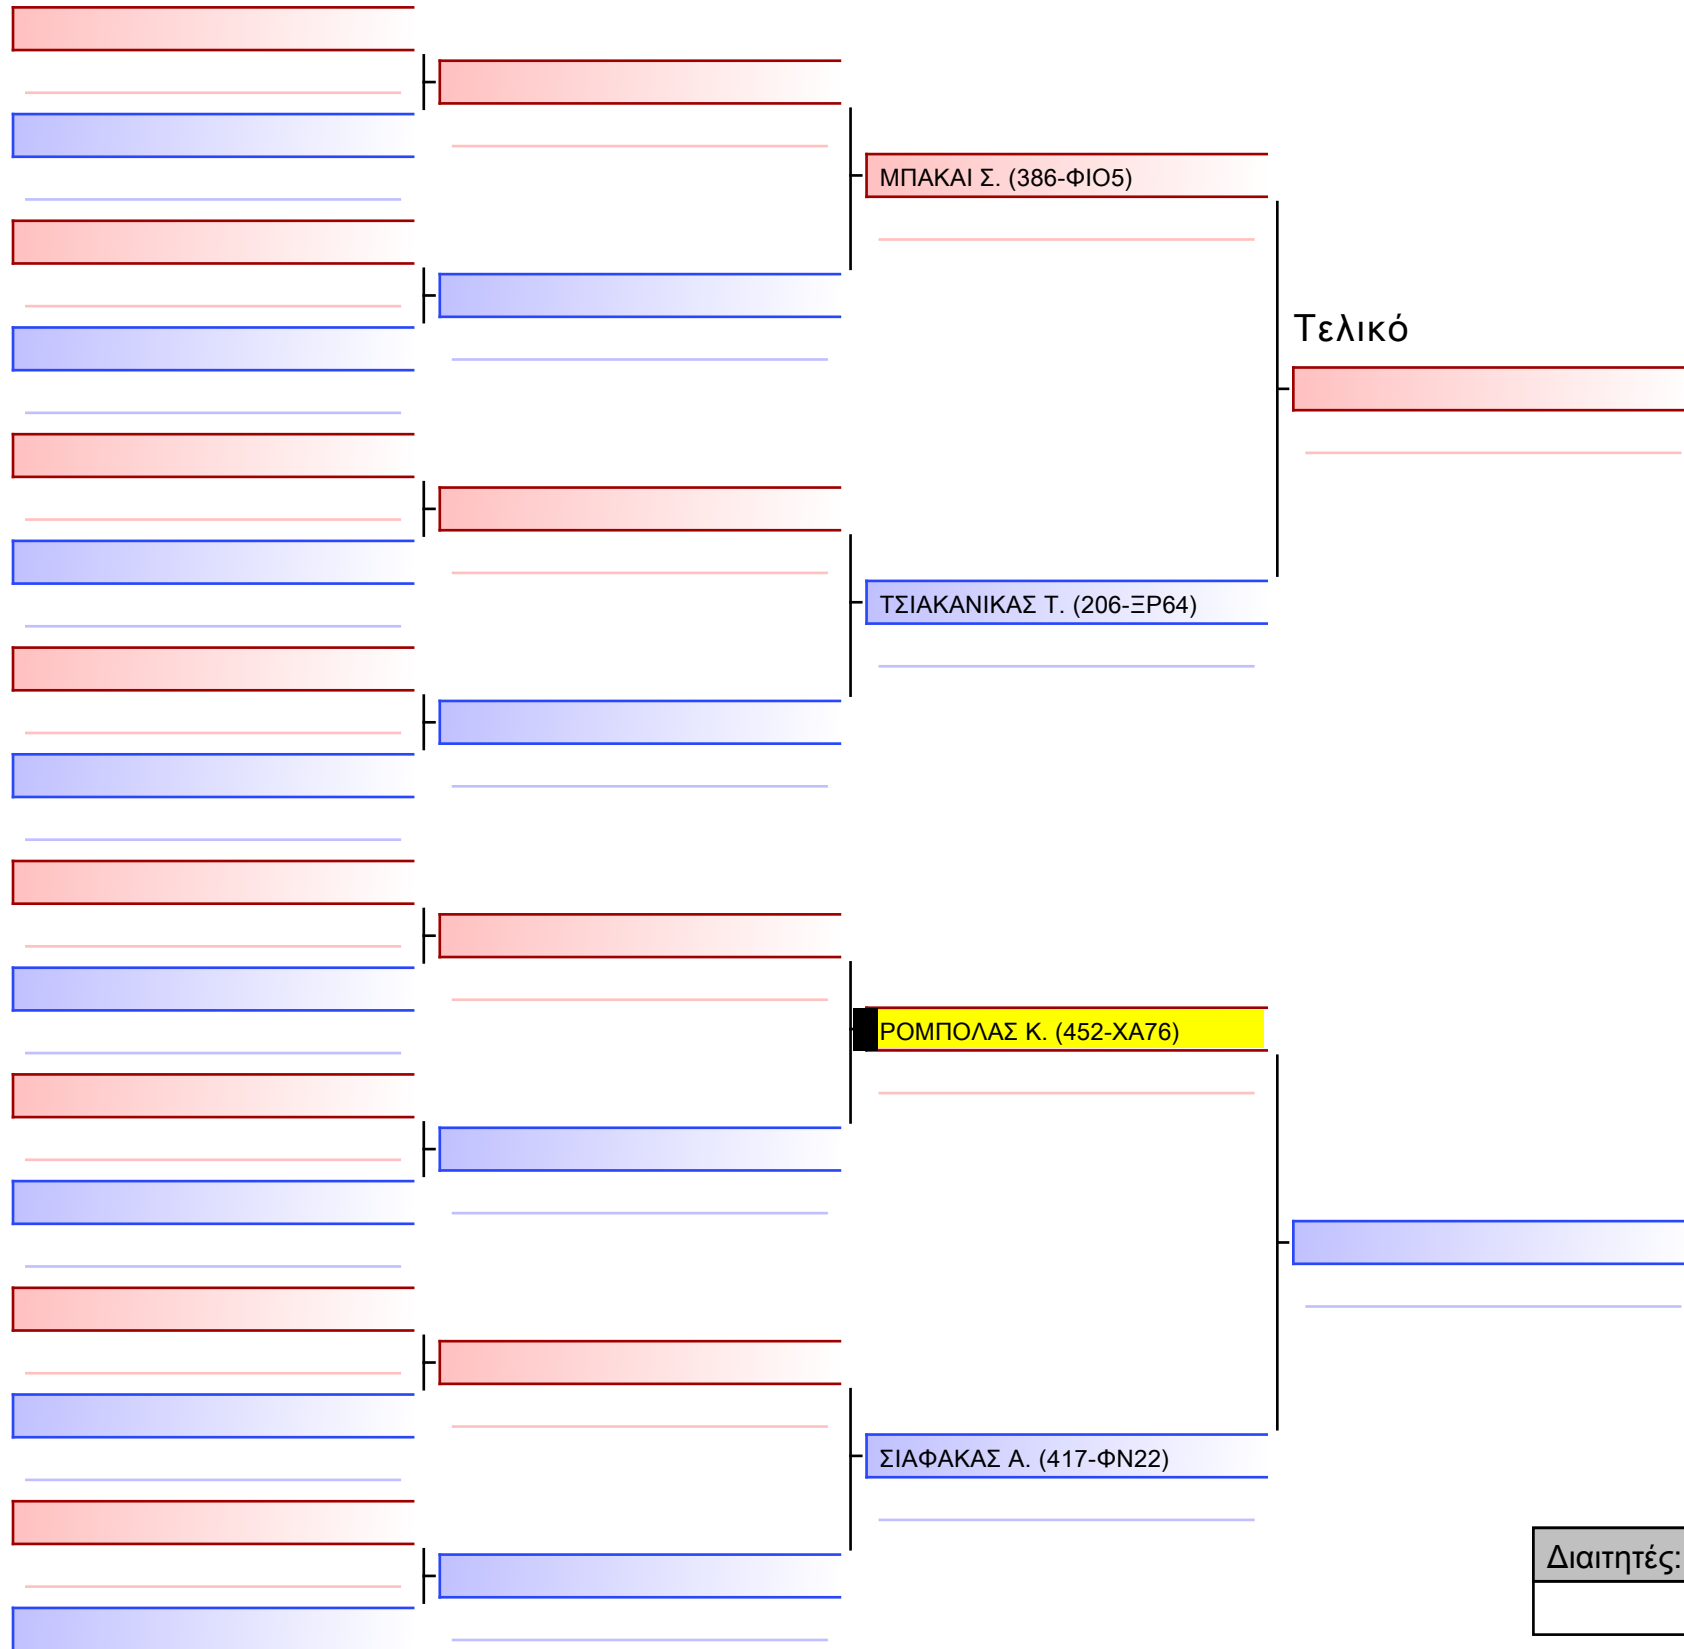 ΜΠΑΚΑΙ Σ. (386-ΦΙΟ5)
Τελικό
ΤΣΙΑΚΑΝΙΚΑΣ Τ. (206-ΞΡ64)
ΡΟΜΠΟΛΑΣ Κ. (452-ΧΑ76)
ΣΙΑΦΑΚΑΣ Α. (417-ΦΝ22)
Διαιτητές: